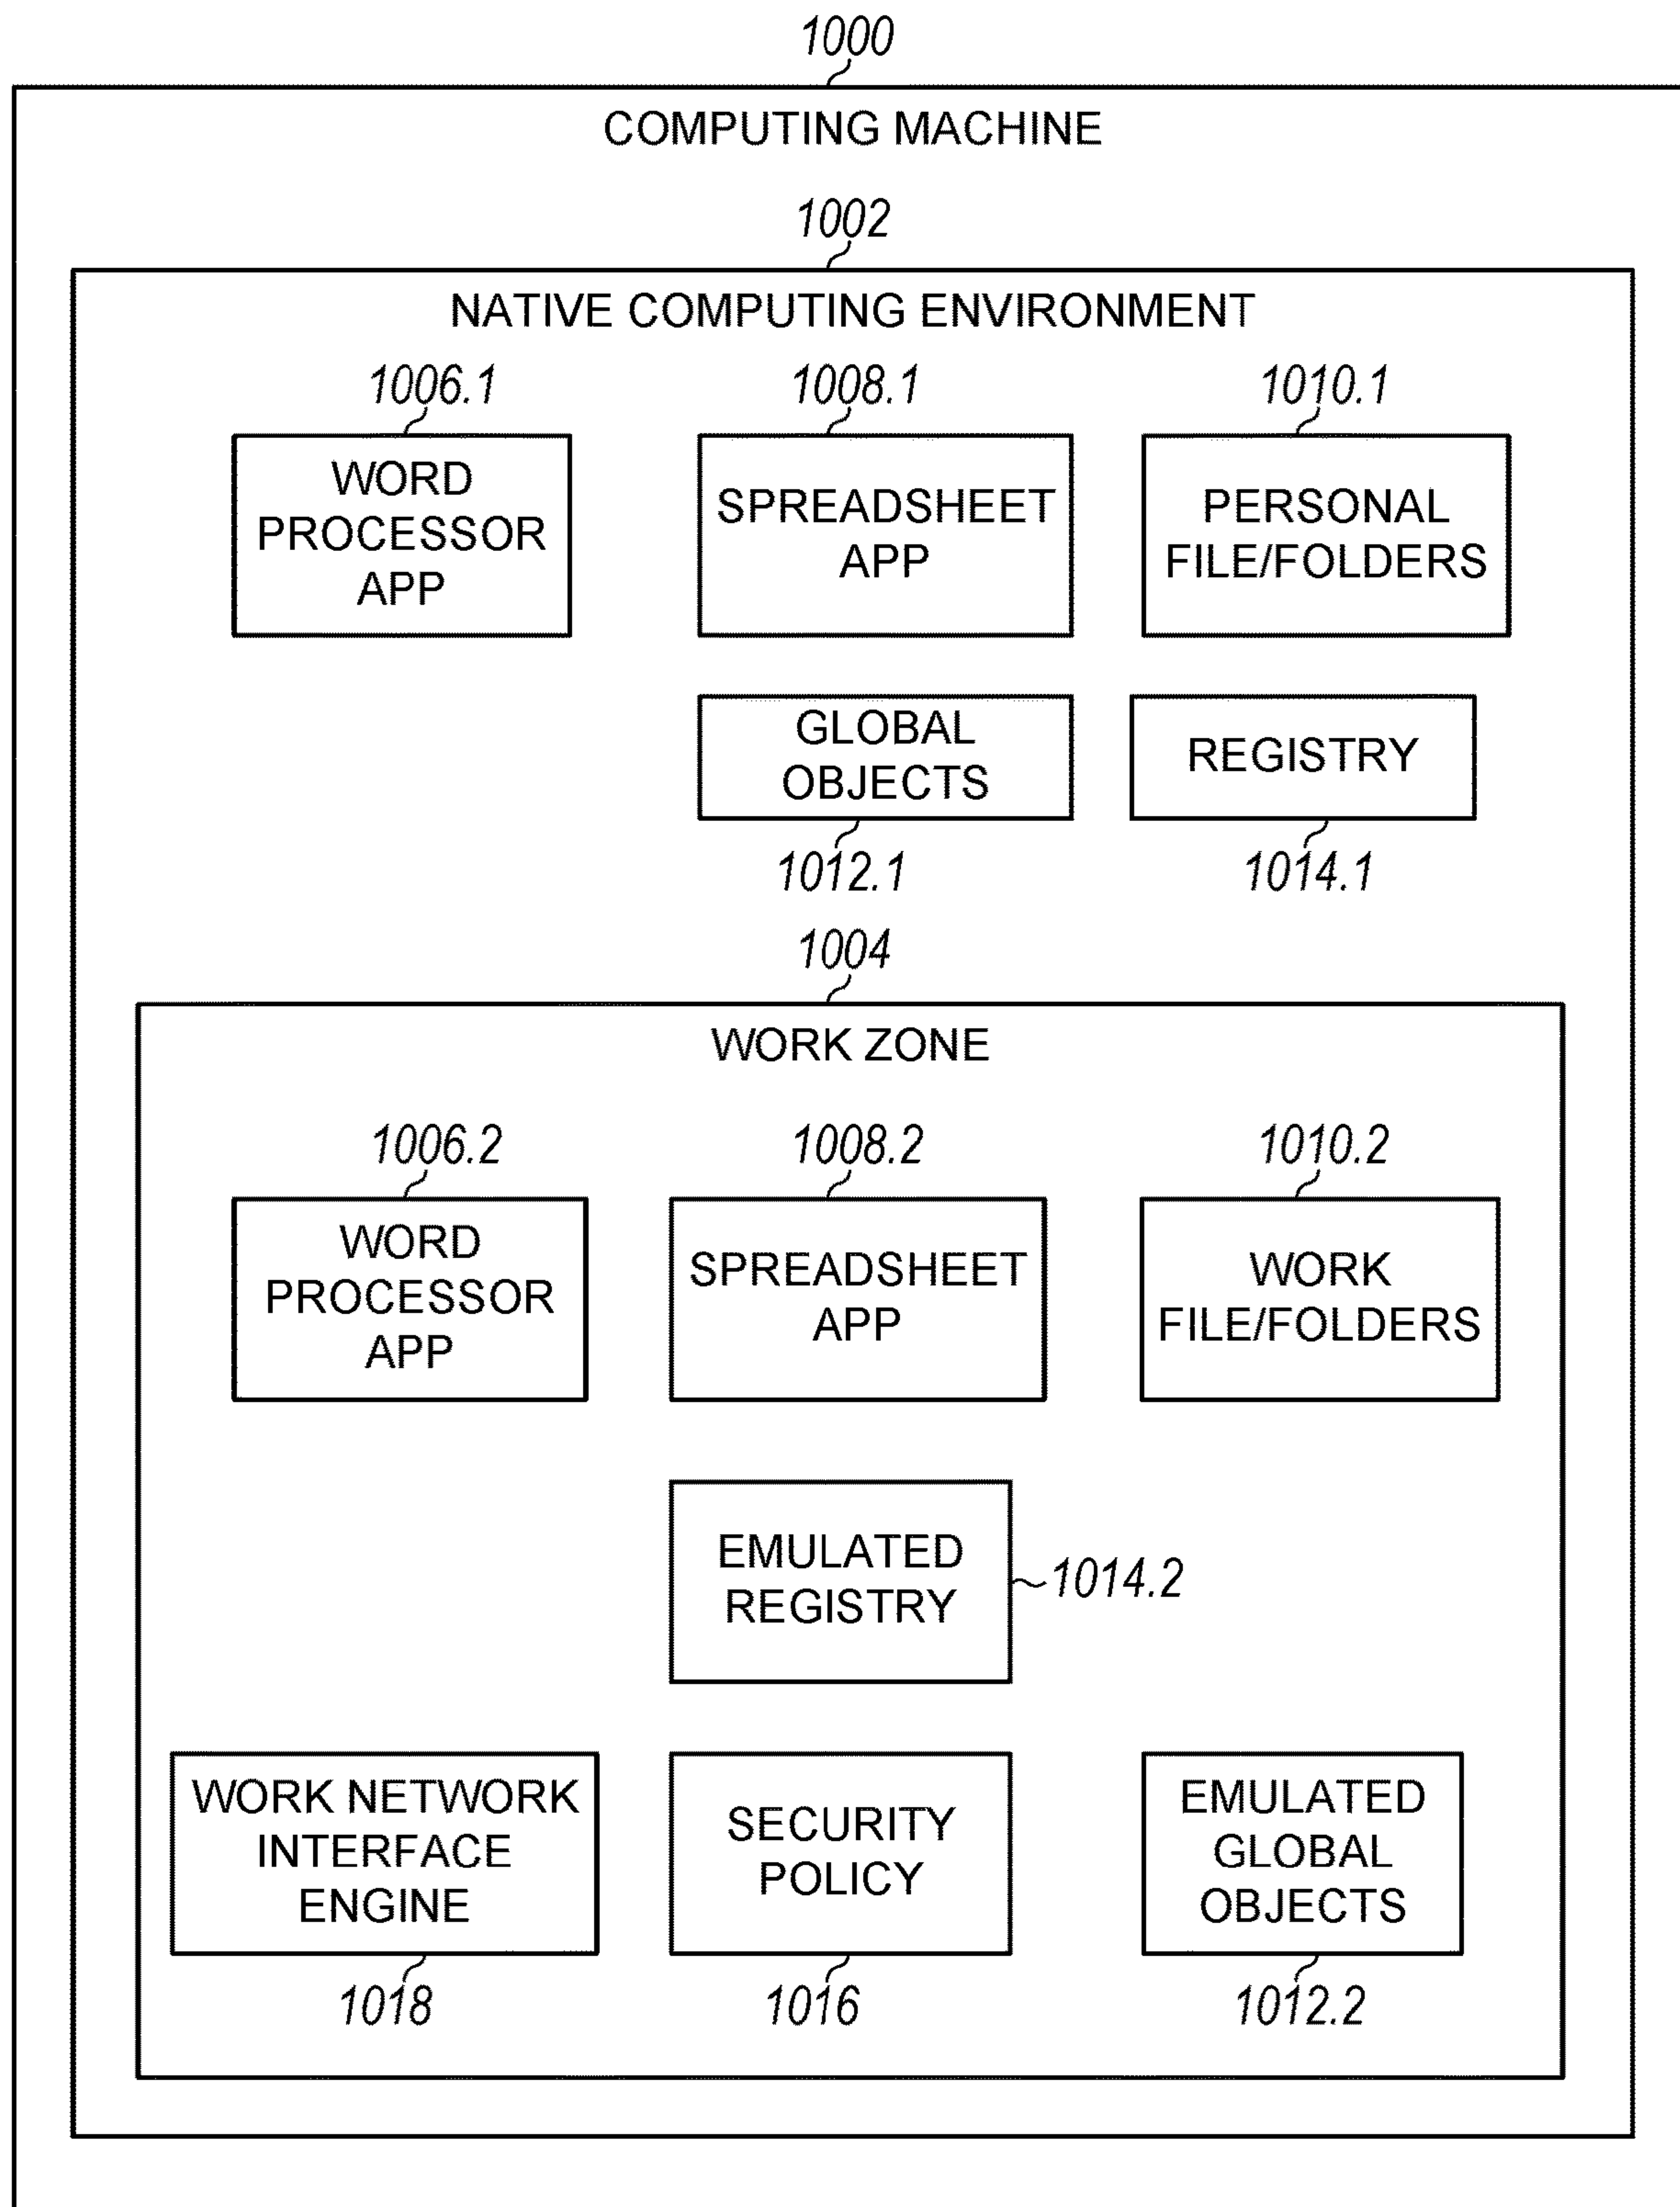 1000
COMPUTING MACHINE
1002
NATIVE COMPUTING ENVIRONMENT
1006.1
WORD
PROCESSOR
APP
1008.1
SPREADSHEET
APP
1010.1
PERSONAL
FILE/FOLDERS
GLOBAL
OBJECTS
1012.1
REGISTRY
1014.1
1004
WORK ZONE
1006.2
WORD
PROCESSOR
APP
1008.2
SPREADSHEET
APP
1010.2
WORK
FILE/FOLDERS
EMULATED
REGISTRY
1014.2
WORK NETWORK
INTERFACE
ENGINE
1018
SECURITY
POLICY
1016
EMULATED
GLOBAL
OBJECTS
1012.2